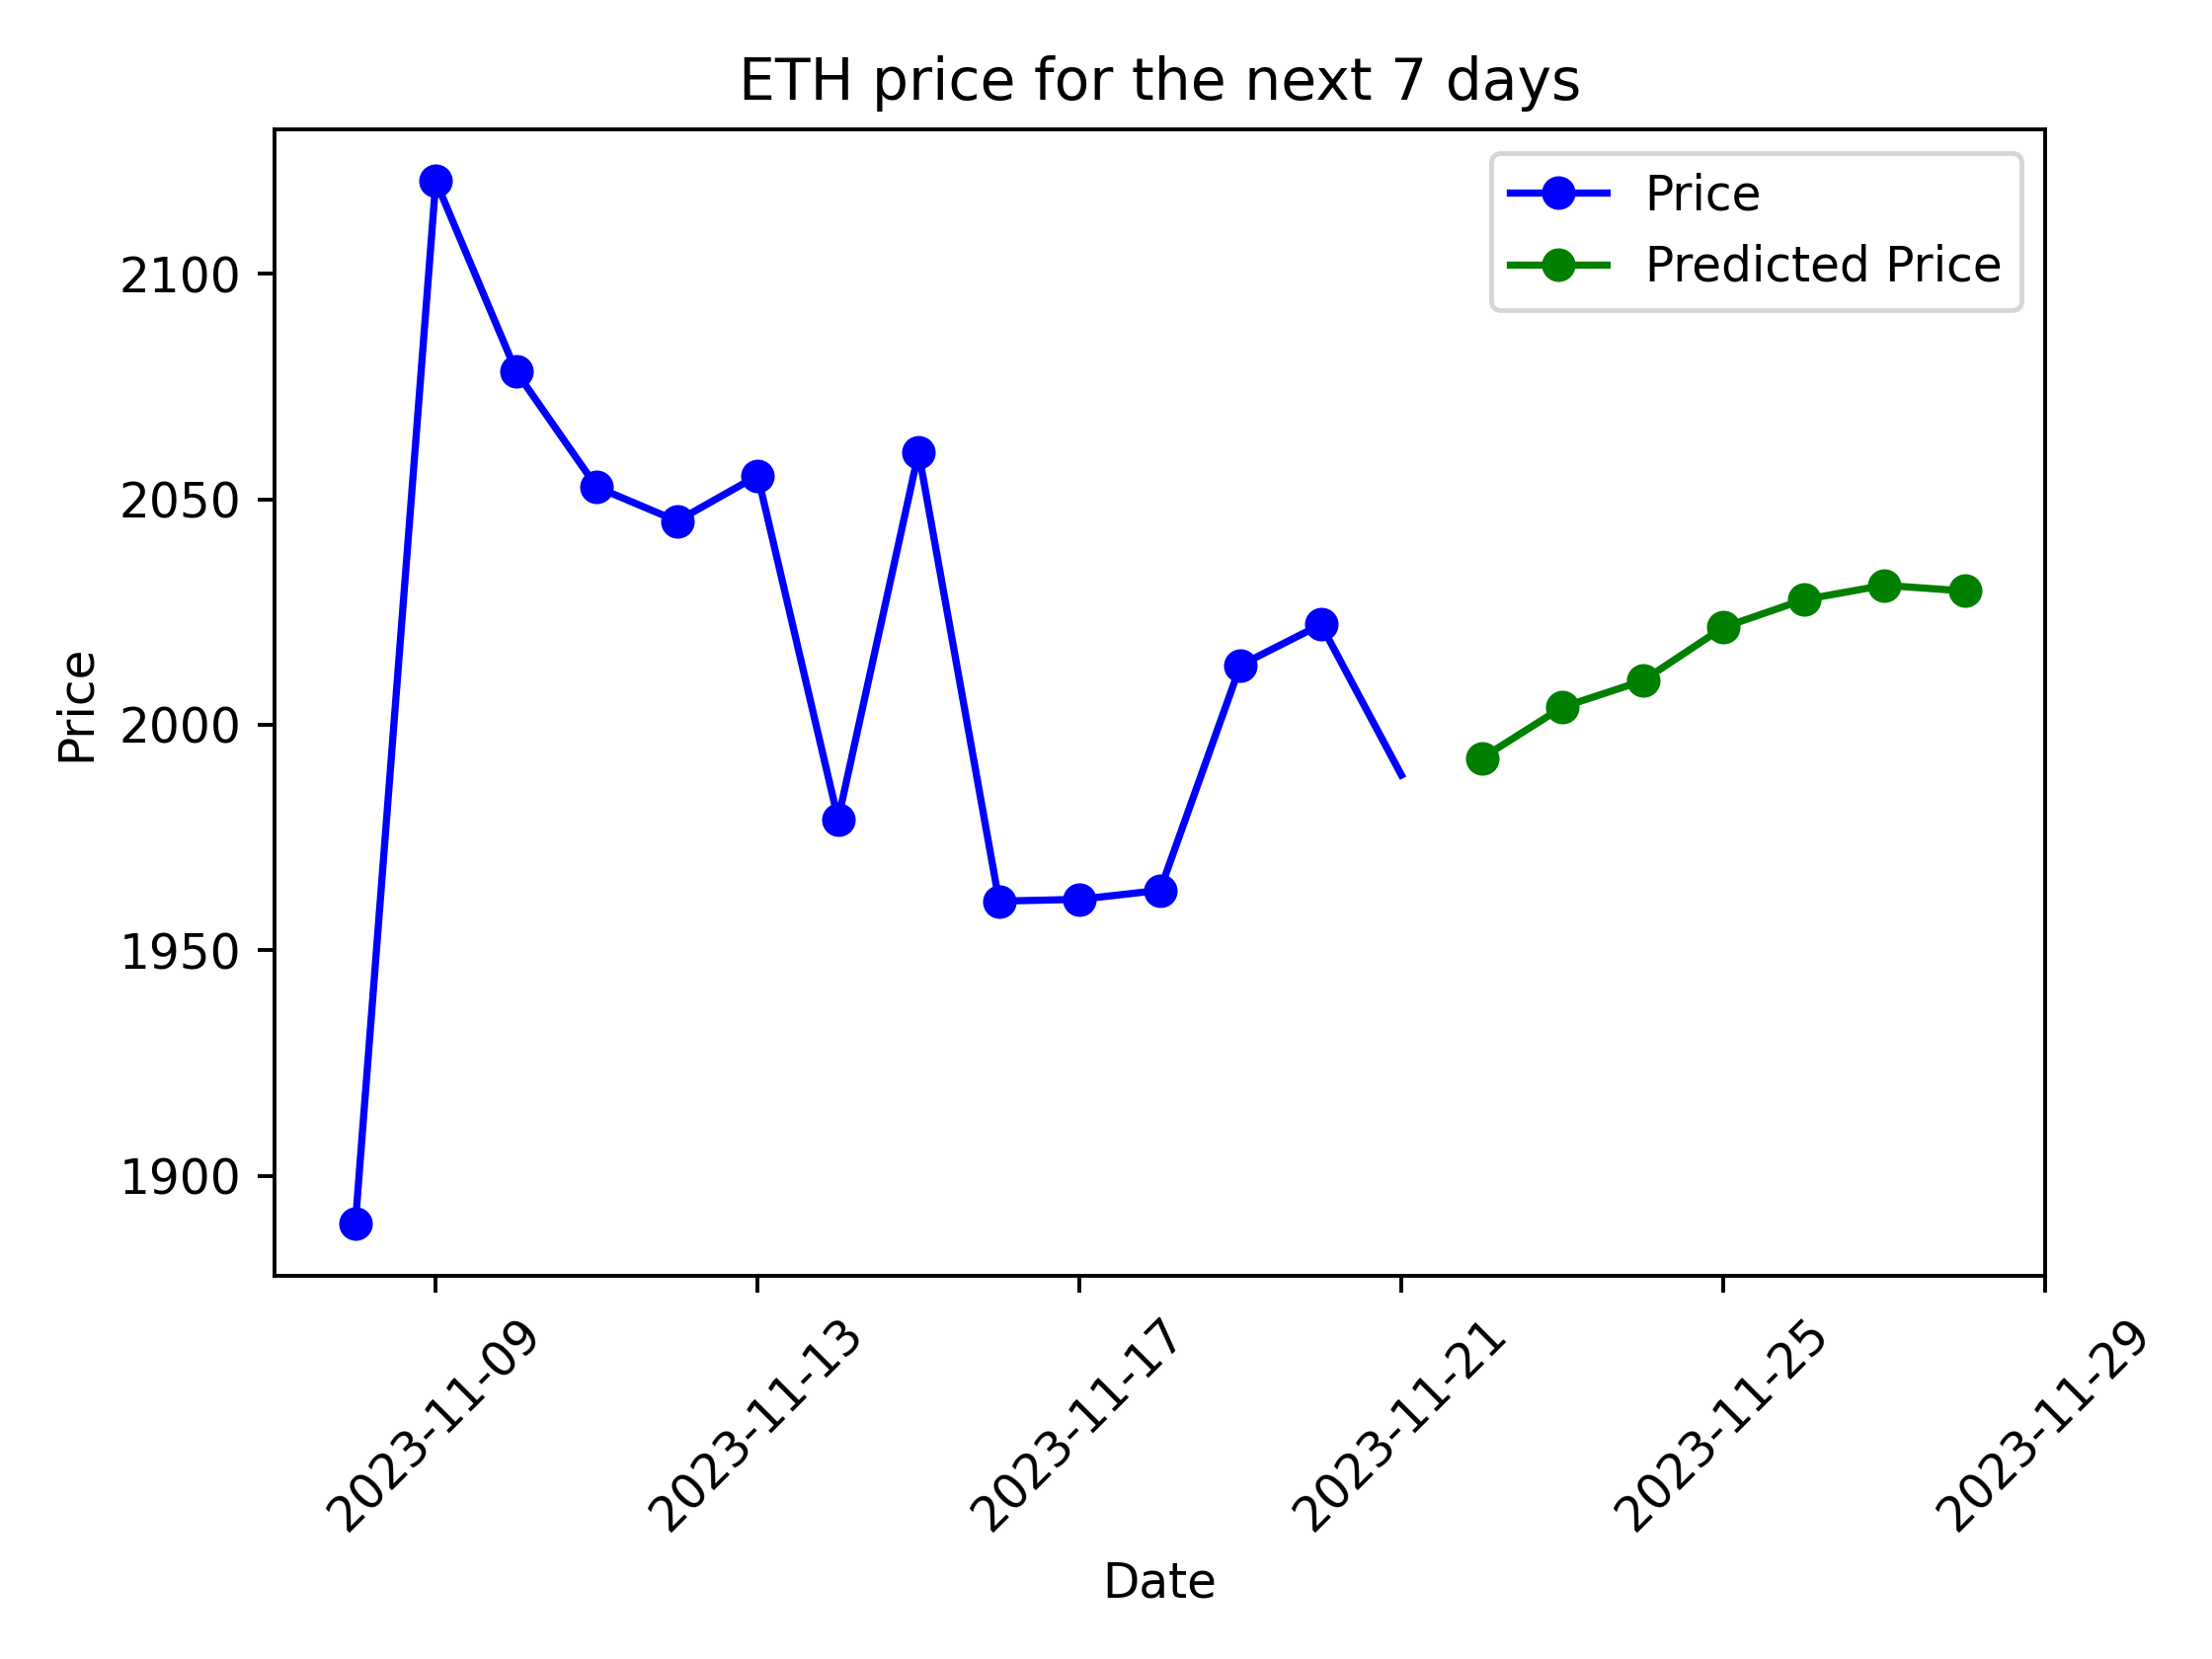 ETH price for the next 7 days
Price
Predicted Price
2100
2050
2000
1950
1900
Price
2023-11-09
2023-11-13
2023-11-17
2023-11-21
2023-11-25
2023-11-29
Date